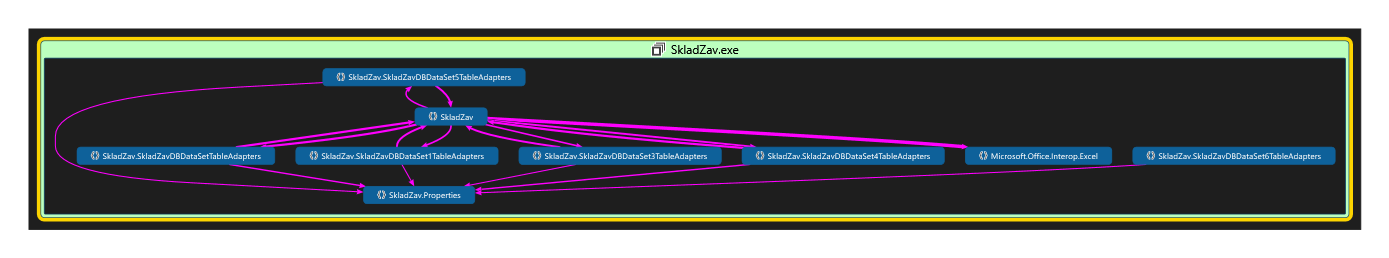 SkladZav.exe
SkladZav.SkladZavDBDataSet5TableAdapters
SkladZav
SkladZav.SkladZavDBDataSetTableAdapters
SkladZav.SkladZavDBDataSet1TableAdapters
SkladZav.SkladZavDBDataSet3TableAdapters
SkladZav.SkladZavDBDataSet4TableAdapters
Microsoft.Office.Interop.Excel
SkladZav.SkladZavDBDataSet6TableAdapters
SkladZav.Properties